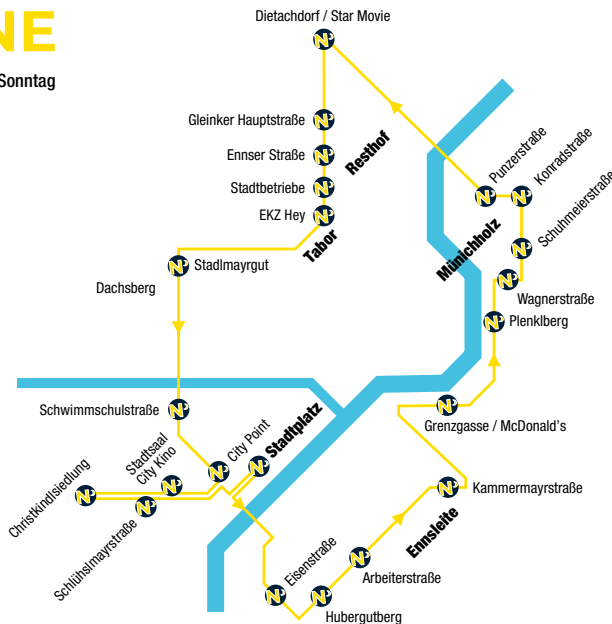 NE
Sonntag
Dietachdorf / Star Movie
Gleinker Hauptstraße
Ennser Straße
Stadtbetriebe
EKZ Hey
Resthof
Tabor
Stadlmayrgut
Dachsberg
Punzerstraße
Konradstraße
Schuhmeierstraße
Münichholz
Wagnerstraße
Plenklberg
Schwimmschulstraße
Grenzgasse / McDonald's
Stadtplatz
City Point
Stadtsaal
City Kino
Christkindlsiedlung
Schlühslmayrstraße
Kammermayrstraße
Ennsleite
Arbeiterstraße
Eisenstraße
Hubergutberg